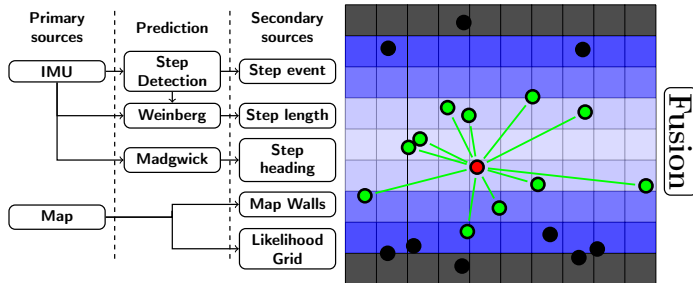 Primary
sources
Prediction
Secondary
sources
IMU
Step
Detection
Step event
Weinberg
Step length
Madgwick
Step
heading
Map
Map Walls
Likelihood
Grid
Fusion